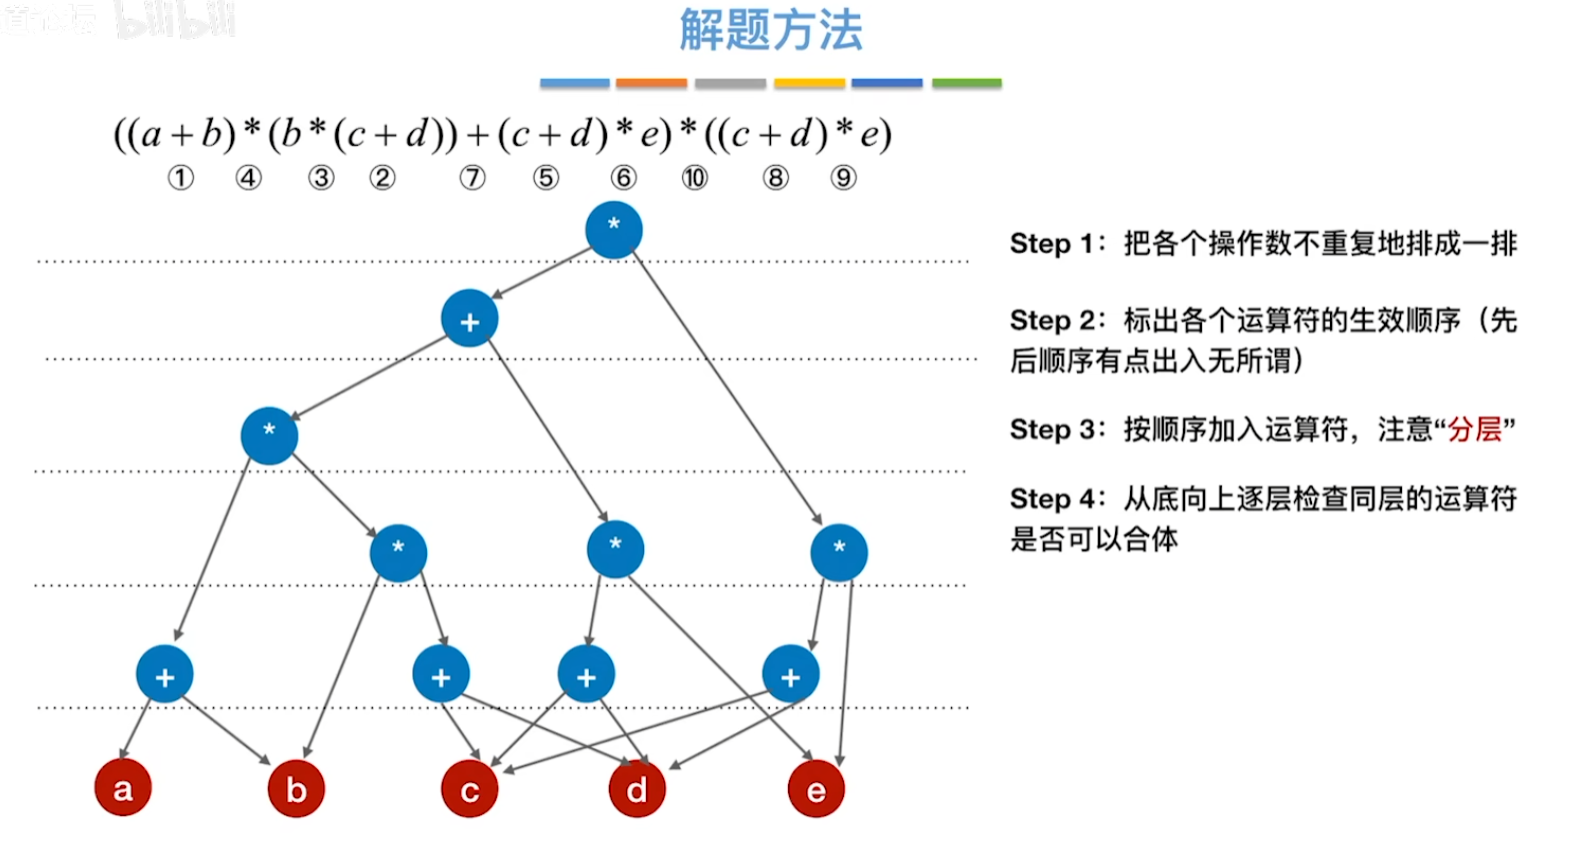 bilibili
解题方法
((a + b) * (b * (c + d)) + (c + d) * e) * ((c + d) * e)
① ④ ③ ② ⑦ ⑤ ⑥ ⑩ ⑧ ⑨
*
+
*
* * *
+ + + +
a b c d e
Step 1：把各个操作数不重复地排成一排
Step 2：标出各个运算符的生效顺序（先
后顺序有点出入无所谓）
Step 3：按顺序加入运算符，注意“分层”
Step 4：从底向上逐层检查同层的运算符
是否可以合体